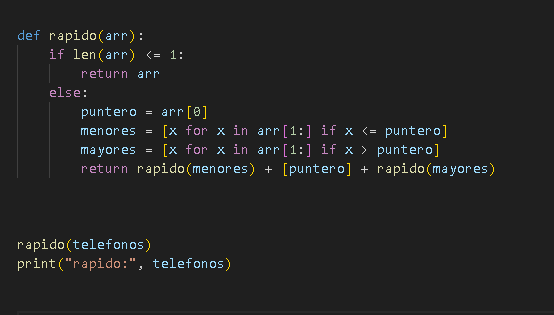 def rapido(arr):
    if len(arr) <= 1:
        return arr
    else:
        puntero = arr[0]
        menores = [x for x in arr[1:] if x <= puntero]
        mayores = [x for x in arr[1:] if x > puntero]
        return rapido(menores) + [puntero] + rapido(mayores)
rapido(telefonos)
print("rapido:", telefonos)